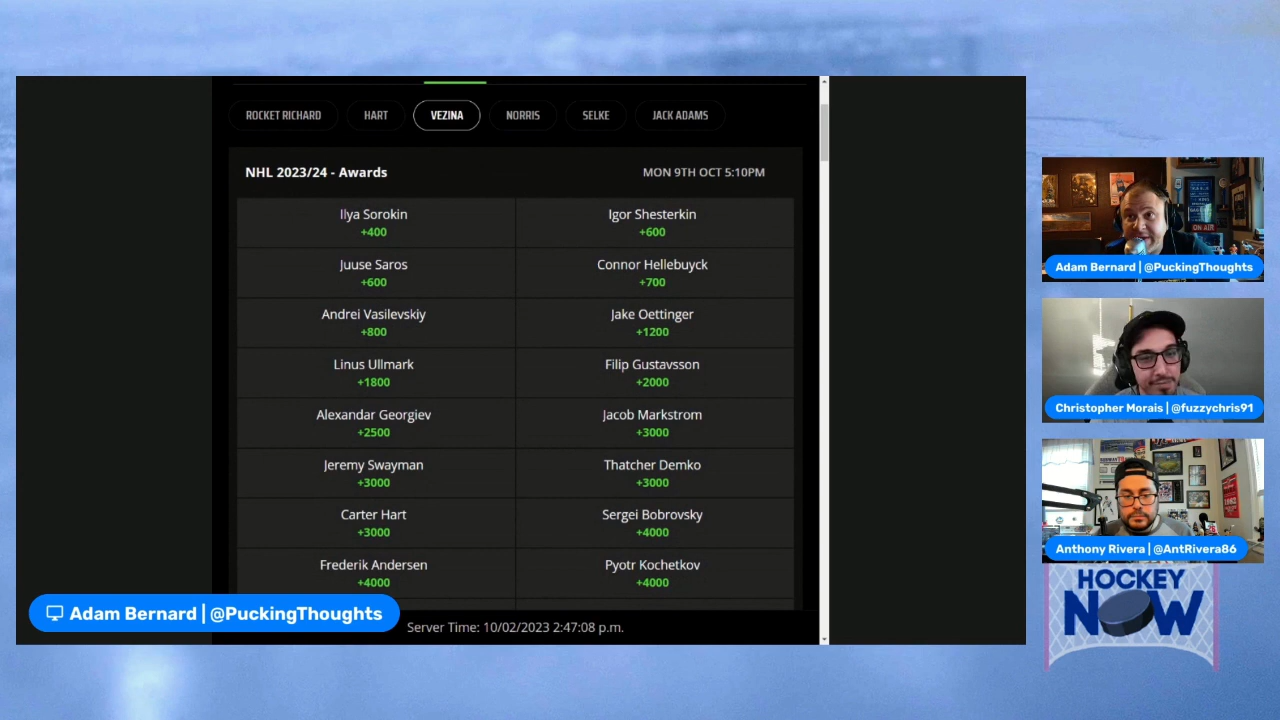 ROCKET RICHARD
HART
VEZINA
NORRIS
SELKE
JACK ADAMS
NHL 2023/24 - Awards
MON 9TH OCT 5:10PM
Ilya Sorokin
+400
Igor Shesterkin
+600
Juuse Saros
+600
Connor Hellebuyck
+700
Andrei Vasilevskiy
+800
Jake Oettinger
+1200
Linus Ullmark
+1800
Filip Gustavsson
+2000
Alexandar Georgiev
+2500
Jacob Markstrom
+3000
Jeremy Swayman
+3000
Thatcher Demko
+3000
Carter Hart
+3000
Sergei Bobrovsky
+4000
Frederik Andersen
+4000
Pyotr Kochetkov
+4000
Adam Bernard | @PuckingThoughts
Server Time: 10/02/2023 2:47:08 p.m.
ON AIR
Adam Bernard | @PuckingThoughts
Christopher Morais | @fuzzychris91
Anthony Rivera | @AntRivera86
HOCKEY
NOW